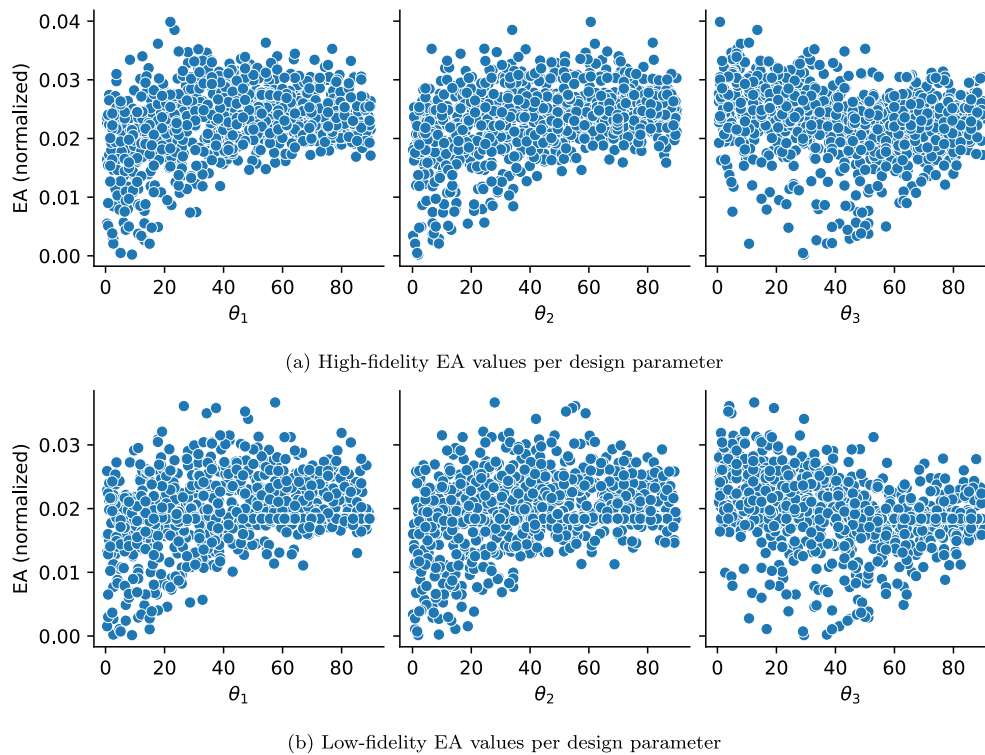 0.04
0.03
0.02
0.01
0.00
EA (normalized)
0 20 40 60 80
θ1
0 20 40 60 80
θ2
0 20 40 60 80
θ3
(a) High-fidelity EA values per design parameter
0.03
0.02
0.01
0.00
EA (normalized)
0 20 40 60 80
θ1
0 20 40 60 80
θ2
0 20 40 60 80
θ3
(b) Low-fidelity EA values per design parameter